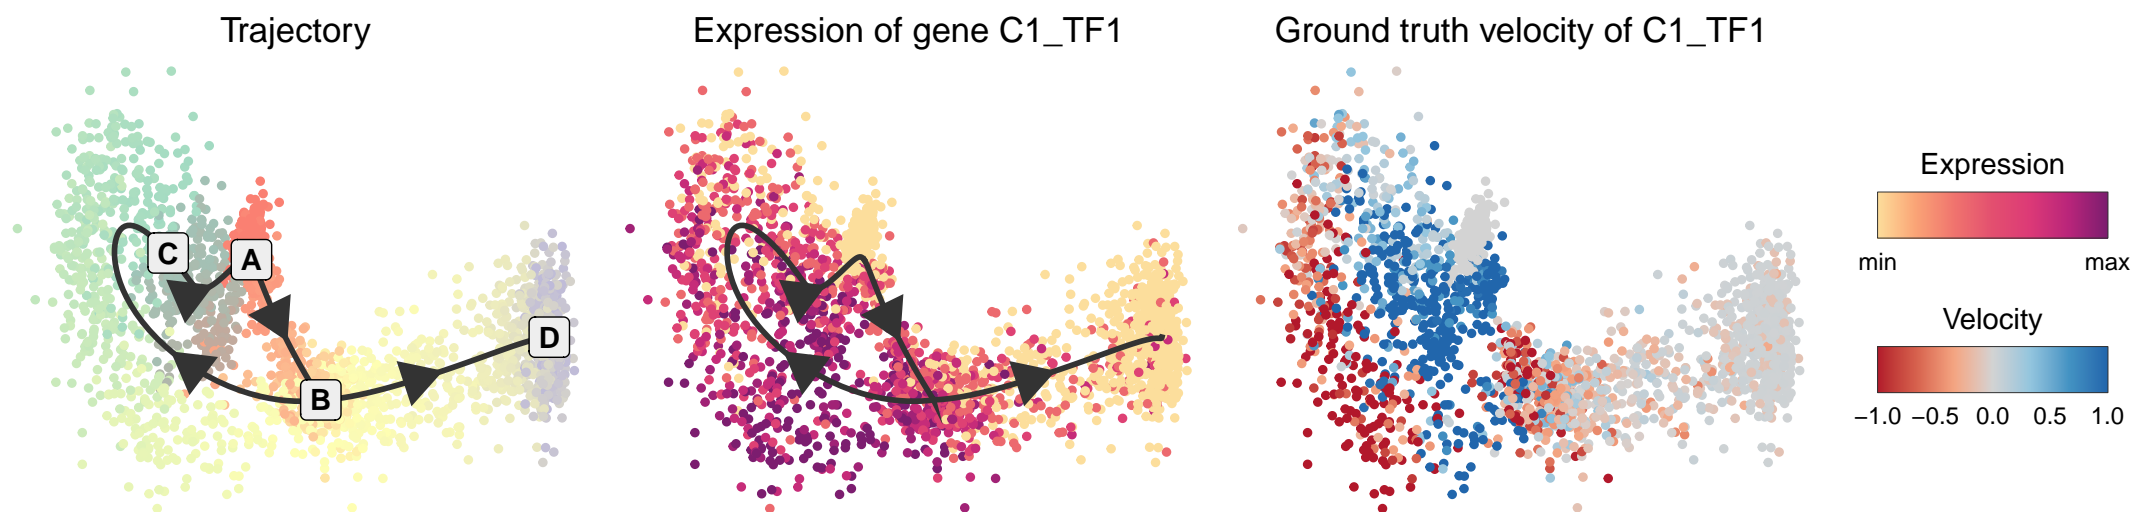 Trajectory
Expression of gene C1_TF1
Ground truth velocity of C1_TF1
C
A
B
D
Expression
min
max
Velocity
−1.0 −0.5 0.0 0.5 1.0